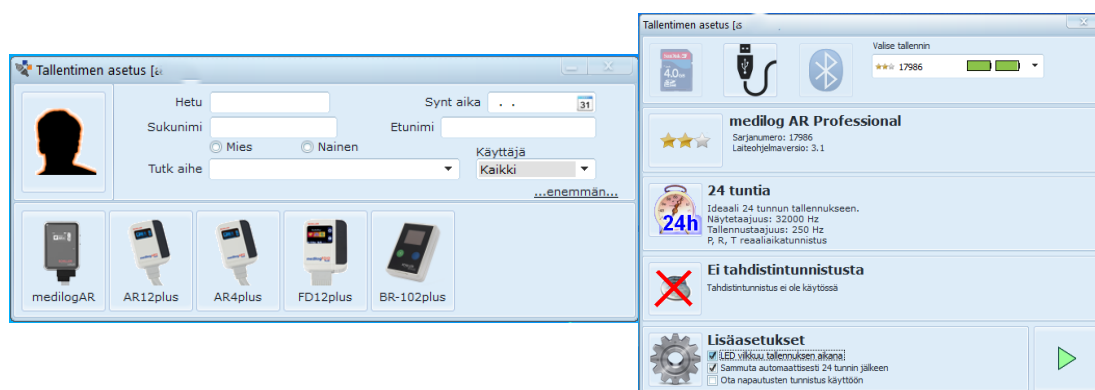 Tallentimen asetus [
Hetu
Synt aika . .
31
Sukunimi
Etunimi
Mies
Nainen
Käyttäjä
Tutk aihe
Kaikki
...enemmän...
medilogAR
AR12plus
AR4plus
FD12plus
BR-102plus
Tallentimen asetus [
Valise tallennin
4.0
17986
medilog AR Professional
Sarjanumero: 17986
Laiteohjelmaversio: 3.1
24 tuntia
Ideaali 24 tunnun tallennukseen.
Näytetaajuus: 32000 Hz
Tallennustaajuus: 250 Hz
P, R, T reaaliaikatunnistus
24h
Ei tahdistintunnistusta
Tahdistintunnistus ei ole käytössä
Lisäasetukset
LED vilkkuu tallennuksen aikana
Sammuta automaattisesti 24 tunnin jälkeen
Ota napautusten tunnistus käyttöön